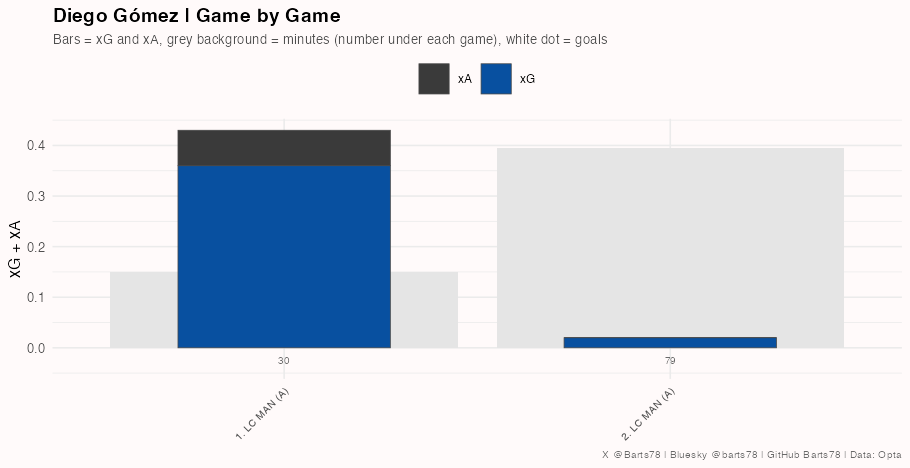 Diego Gómez | Game by Game
Bars = xG and xA, grey background = minutes (number under each game), white dot = goals
xA xG
xG + xA
0.4
0.3
0.2
0.1
0.0
30 79
1. LC MAN (A) 2. LC MAN (A)
X @Barts78 | Bluesky @barts78 | GitHub Barts78 | Data: Opta